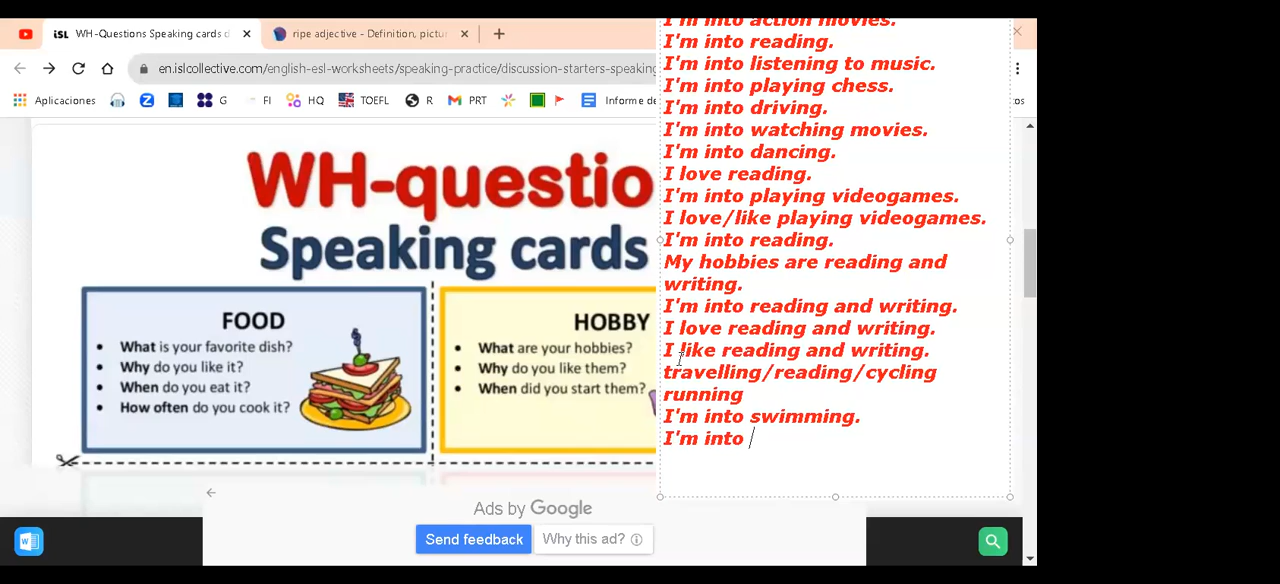 WH-Questions Speaking cards d
ripe adjective - Definition, pictur
en.islcollective.com/english-esl-worksheets/speaking-practice/discussion-starters-speaking
Aplicaciones
G
FI
HQ
TOEFL
R
PRT
Informe de
os
WH-questio
Speaking cards
FOOD
What is your favorite dish?
Why do you like it?
When do you eat it?
How often do you cook it?
HOBBY
What are your hobbies?
Why do you like them?
When did you start them?
I'm into action movies.
I'm into reading.
I'm into listening to music.
I'm into playing chess.
I'm into driving.
I'm into watching movies.
I'm into dancing.
I love reading.
I'm into playing videogames.
I love/like playing videogames.
I'm into reading.
My hobbies are reading and
writing.
I'm into reading and writing.
I love reading and writing.
I like reading and writing.
travelling/reading/cycling
running
I'm into swimming.
I'm into
Ads by Google
Send feedback
Why this ad?